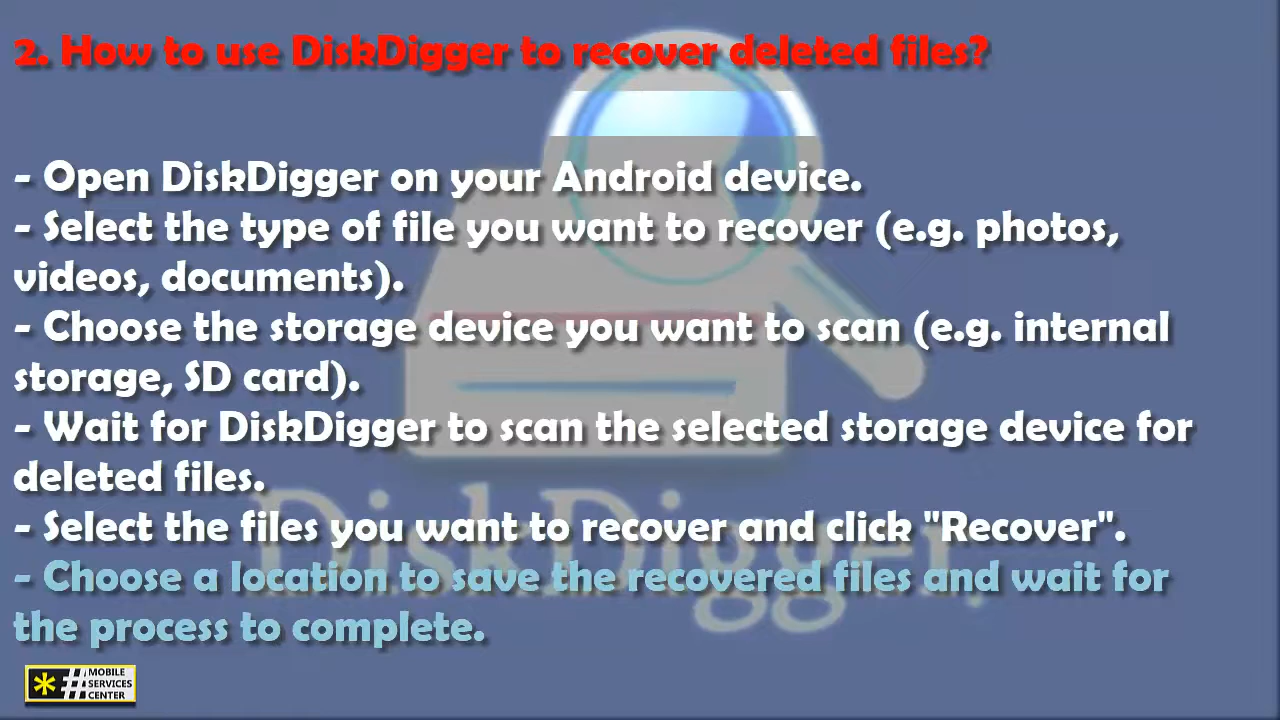 2. How to use DiskDigger to recover deleted files?
- Open DiskDigger on your Android device.
- Select the type of file you want to recover (e.g. photos,
videos, documents).
- Choose the storage device you want to scan (e.g. internal
storage, SD card).
- Wait for DiskDigger to scan the selected storage device for
deleted files.
- Select the files you want to recover and click "Recover".
- Choose a location to save the recovered files and wait for
the process to complete.
DiskDigger
*# MOBILE
SERVICES
CENTER